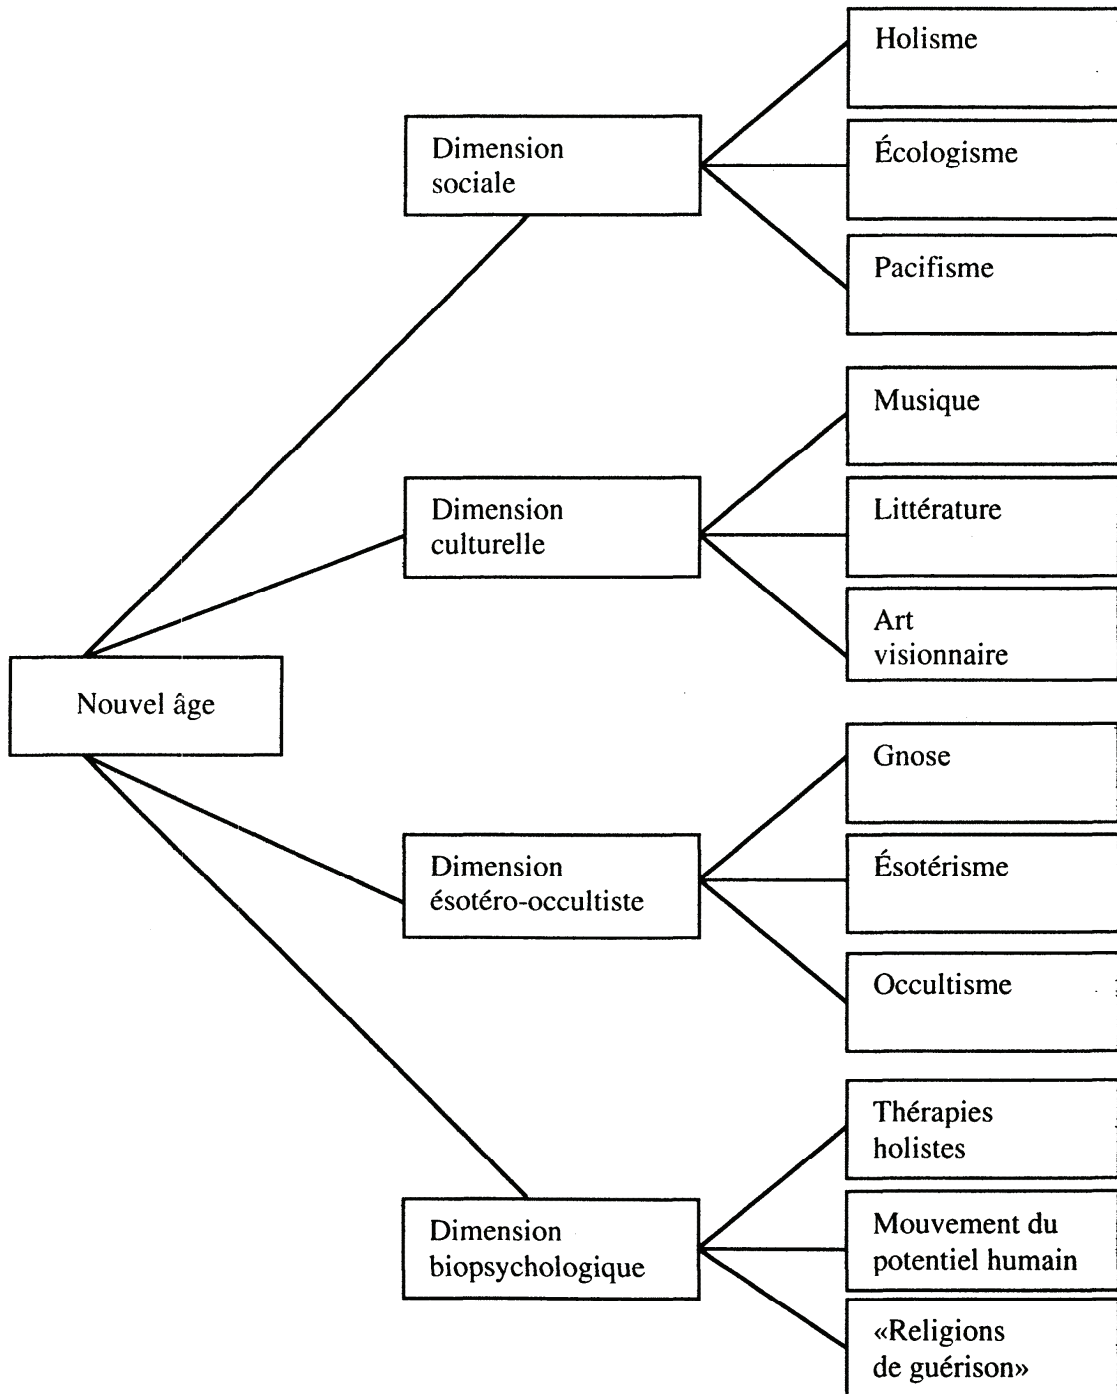 Holisme
Dimension
sociale
Écologisme
Pacifisme
Musique
Dimension
culturelle
Littérature
Art
visionnaire
Nouvel âge
Gnose
Dimension
ésotéro-occultiste
Ésotérisme
Occultisme
Thérapies
holistes
Dimension
biopsychologique
Mouvement du
potentiel humain
«Religions
de guérison»